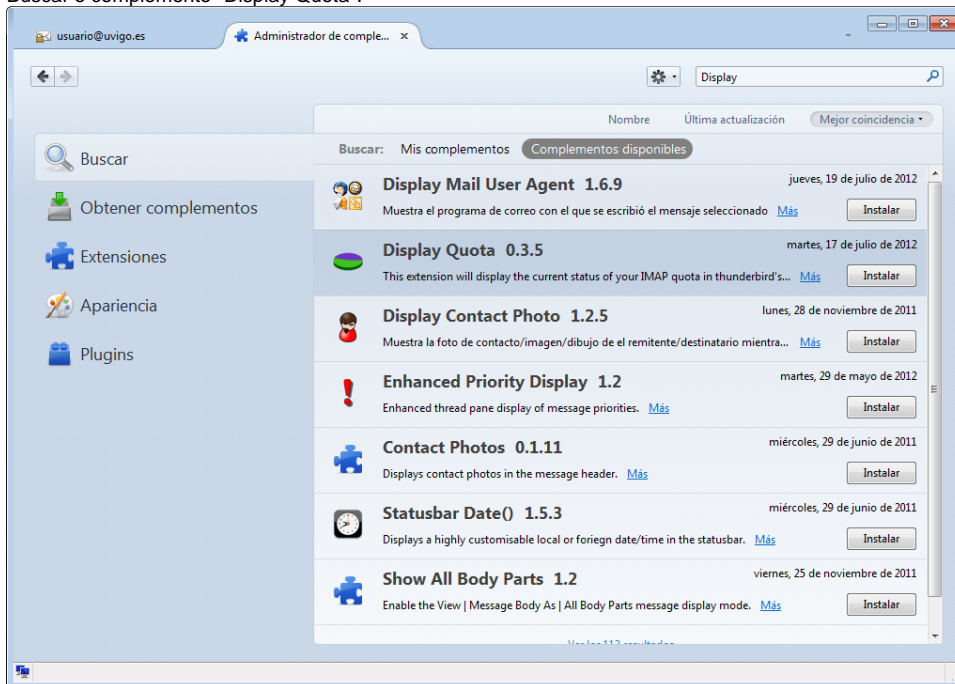 Buscar o complemento "Display Quota".
usuario@uvigo.es
Administrador de comple...
Display
Nombre Última actualización Mejor coincidencia
Buscar: Mis complementos Complementos disponibles
Buscar
Obtener complementos
Extensiones
Apariencia
Plugins
Display Mail User Agent 1.6.9 jueves, 19 de julio de 2012
Muestra el programa de correo con el que se escribió el mensaje seleccionado Más Instalar
Display Quota 0.3.5 martes, 17 de julio de 2012
This extension will display the current status of your IMAP quota in thunderbird's... Más Instalar
Display Contact Photo 1.2.5 lunes, 28 de noviembre de 2011
Muestra la foto de contacto/imagen/dibujo de el remitente/destinatario mientra... Más Instalar
Enhanced Priority Display 1.2 martes, 29 de mayo de 2012
Enhanced thread pane display of message priorities. Más Instalar
Contact Photos 0.1.11 miércoles, 29 de junio de 2011
Displays contact photos in the message header. Más Instalar
Statusbar Date() 1.5.3 miércoles, 29 de junio de 2011
Displays a highly customisable local or foriegn date/time in the statusbar. Más Instalar
Show All Body Parts 1.2 viernes, 25 de noviembre de 2011
Enable the View | Message Body As | All Body Parts message display mode. Más Instalar